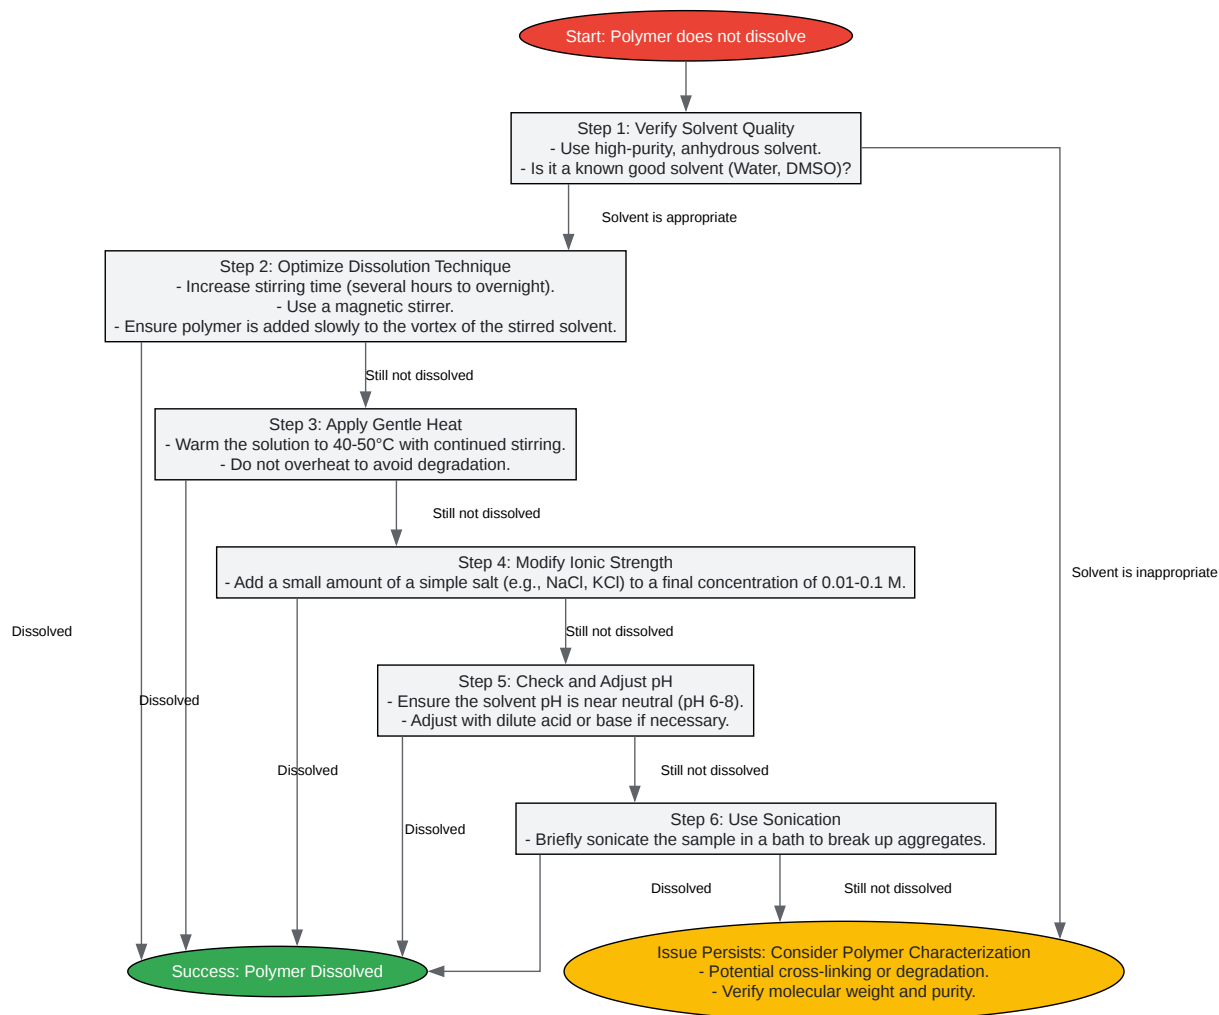 Start: Polymer does not dissolve
Step 1: Verify Solvent Quality
- Use high-purity, anhydrous solvent.
- Is it a known good solvent (Water, DMSO)?
Solvent is appropriate
Step 2: Optimize Dissolution Technique
- Increase stirring time (several hours to overnight).
- Use a magnetic stirrer.
- Ensure polymer is added slowly to the vortex of the stirred solvent.
Still not dissolved
Step 3: Apply Gentle Heat
- Warm the solution to 40-50°C with continued stirring.
- Do not overheat to avoid degradation.
Still not dissolved
Step 4: Modify Ionic Strength
- Add a small amount of a simple salt (e.g., NaCl, KCl) to a final concentration of 0.01-0.1 M.
Solvent is inappropriate
Dissolved
Still not dissolved
Step 5: Check and Adjust pH
- Ensure the solvent pH is near neutral (pH 6-8).
- Adjust with dilute acid or base if necessary.
Dissolved
Dissolved
Still not dissolved
Step 6: Use Sonication
- Briefly sonicate the sample in a bath to break up aggregates.
Dissolved
Dissolved
Still not dissolved
Success: Polymer Dissolved
Issue Persists: Consider Polymer Characterization
- Potential cross-linking or degradation.
- Verify molecular weight and purity.